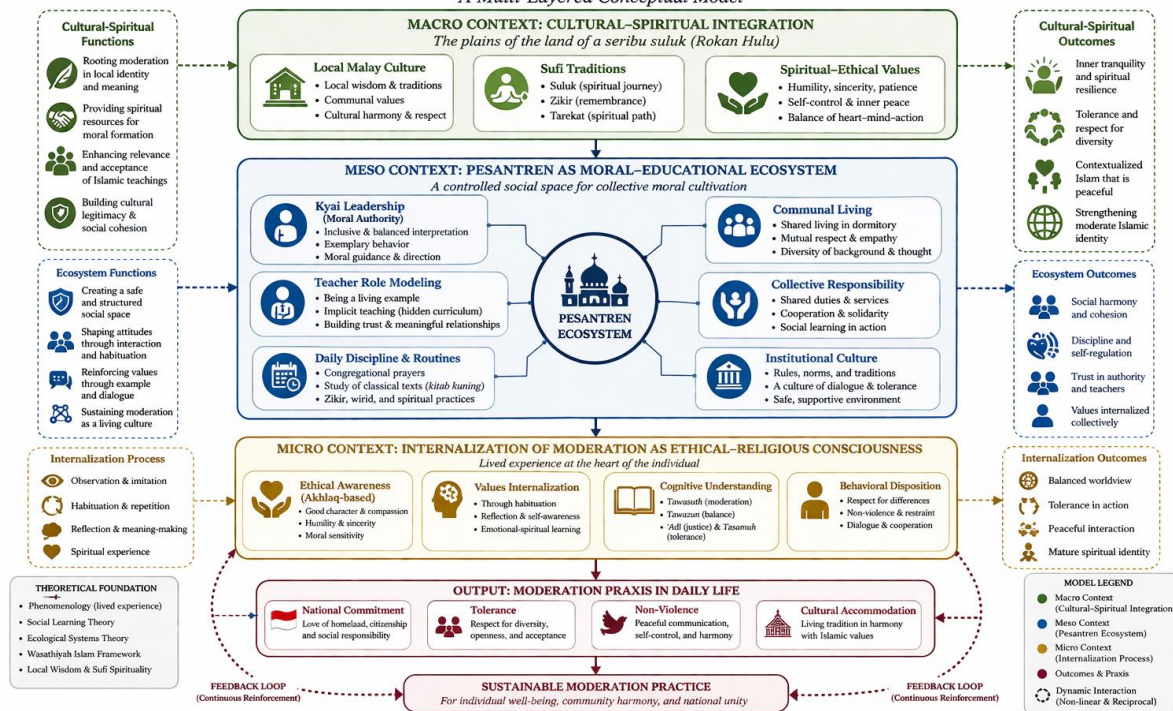 A Multi-Layered Conceptual Model
MACRO CONTEXT: CULTURAL–SPIRITUAL INTEGRATION
The plains of the land of a seribu suluk (Rokan Hulu)
Local Malay Culture
• Local wisdom & traditions
• Communal values
• Cultural harmony & respect
Sufi Traditions
• Suluk (spiritual journey)
• Zikir (remembrance)
• Tarekat (spiritual path)
Spiritual–Ethical Values
• Humility, sincerity, patience
• Self-control & inner peace
• Balance of heart–mind–action
Cultural-Spiritual
Functions
Rooting moderation
in local identity
and meaning
Providing spiritual
resources for
moral formation
Enhancing relevance
and acceptance
of Islamic teachings
Building cultural
legitimacy &
social cohesion
Cultural-Spiritual
Outcomes
Inner tranquility
and spiritual
resilience
Tolerance and
respect for
diversity
Contextualized
Islam that is
peaceful
Strengthening
moderate Islamic
identity
MESO CONTEXT: PESANTREN AS MORAL–EDUCATIONAL ECOSYSTEM
A controlled social space for collective moral cultivation
Kyai Leadership
(Moral Authority)
• Inclusive & balanced interpretation
• Exemplary behavior
• Moral guidance & direction
Teacher Role Modeling
• Being a living example
• Implicit teaching (hidden curriculum)
• Building trust & meaningful relationships
Daily Discipline & Routines
• Congregational prayers
• Study of classical texts (kitab kuning)
• Zikir, wirid, and spiritual practices
PESANTREN
ECOSYSTEM
Communal Living
• Shared living in dormitory
• Mutual respect & empathy
• Diversity of background & thought
Collective Responsibility
• Shared duties & services
• Cooperation & solidarity
• Social learning in action
Institutional Culture
• Rules, norms, and traditions
• A culture of dialogue & tolerance
• Safe, supportive environment
Ecosystem Functions
Creating a safe
and structured
social space
Shaping attitudes
through interaction
and habituation
Reinforcing values
through example
and dialogue
Sustaining moderation
as a living culture
Ecosystem Outcomes
Social harmony
and cohesion
Discipline and
self-regulation
Trust in authority
and teachers
Values internalized
collectively
MICRO CONTEXT: INTERNALIZATION OF MODERATION AS ETHICAL–RELIGIOUS CONSCIOUSNESS
Lived experience at the heart of the individual
Ethical Awareness
(Akhlaq-based)
• Good character & compassion
• Humility & sincerity
• Moral sensitivity
Values Internalization
• Through habituation
• Reflection & self-awareness
• Emotional-spiritual learning
Cognitive Understanding
• Tawasuth (moderation)
• Tawazun (balance)
• 'Adl (justice) & Tasamuh
(tolerance)
Behavioral Disposition
• Respect for differences
• Non-violence & restraint
• Dialogue & cooperation
Internalization Process
Observation & imitation
Habituation & repetition
Reflection & meaning-making
Spiritual experience
Internalization Outcomes
Balanced worldview
Tolerance in action
Peaceful interaction
Mature spiritual identity
OUTPUT: MODERATION PRAXIS IN DAILY LIFE
National Commitment
Love of homelaad, citizenship
and social responsibility
Tolerance
Respect for diversity,
openness, and acceptance
Non-Violence
Peaceful communication,
self-control, and harmony
Cultural Accommodation
Living tradition in harmony
with Islamic values
THEORETICAL FOUNDATION
• Phenomenology (lived experience)
• Social Learning Theory
• Ecological Systems Theory
• Wasathiyah Islam Framework
• Local Wisdom & Sufi Spirituality
MODEL LEGEND
Macro Context
(Cultural–Spiritual Integration
Meso Context
(Pesantren Ecosystem)
Micro Context
(Internalization Process)
Outcomes & Praxis
Dynamic Interaction
(Non-linear & Reciprocal)
FEEDBACK LOOP
(Continuous Reinforcement)
SUSTAINABLE MODERATION PRACTICE
For individual well-being, community harmony, and national unity
FEEDBACK LOOP
(Continuous Reinforcement)